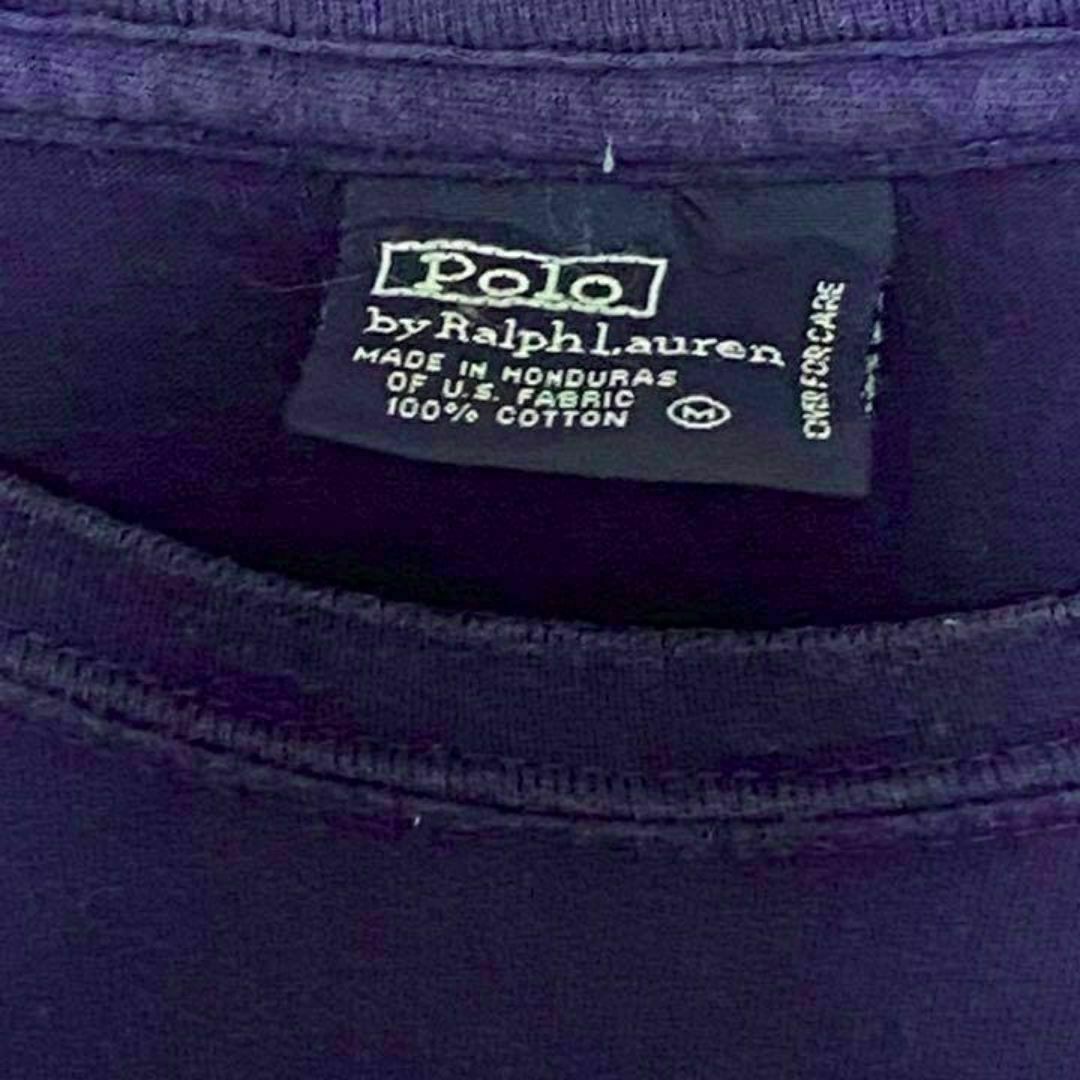 Polo
by Ralph Lauren
MADE IN HONDURAS
OF U.S. FABRIC
100% COTTON
M
OVER FOR CARE